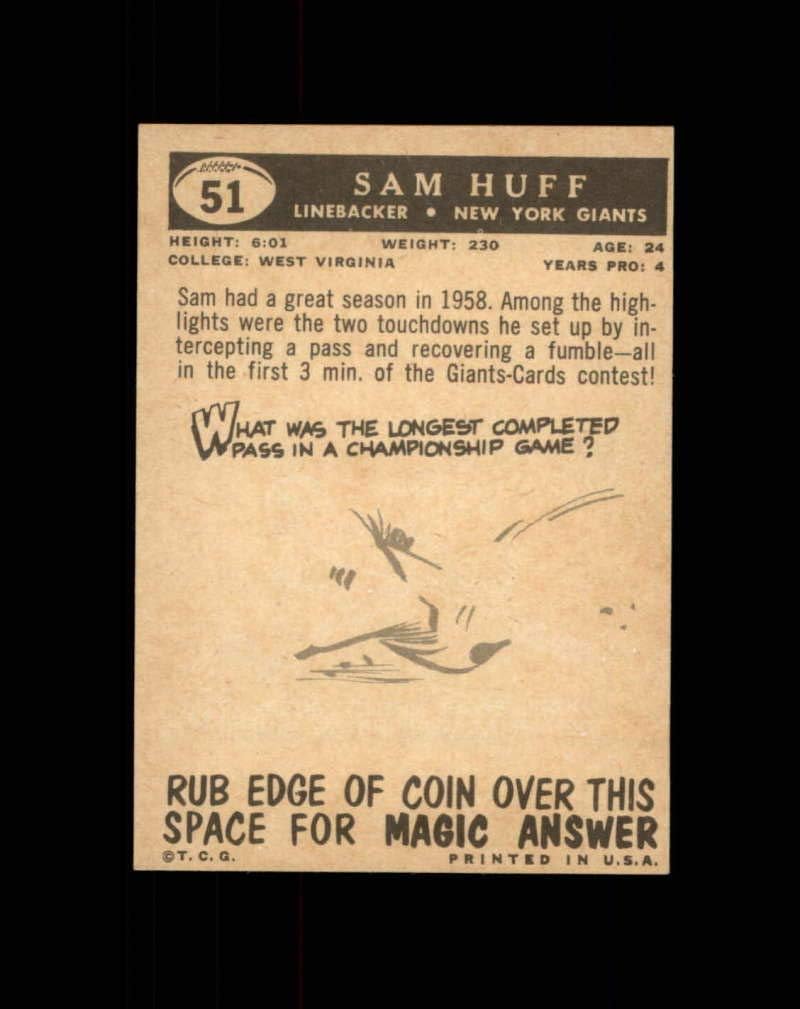 51
SAM HUFF
LINEBACKER • NEW YORK GIANTS
HEIGHT: 6:01 WEIGHT: 230 AGE: 24
COLLEGE: WEST VIRGINIA YEARS PRO: 4
Sam had a great season in 1958. Among the high-
lights were the two touchdowns he set up by in-
tercepting a pass and recovering a fumble—all
in the first 3 min. of the Giants-Cards contest!
WHAT WAS THE LONGEST COMPLETED
PASS IN A CHAMPIONSHIP GAME?
RUB EDGE OF COIN OVER THIS
SPACE FOR MAGIC ANSWER
©T. C. G. PRINTED IN U.S.A.